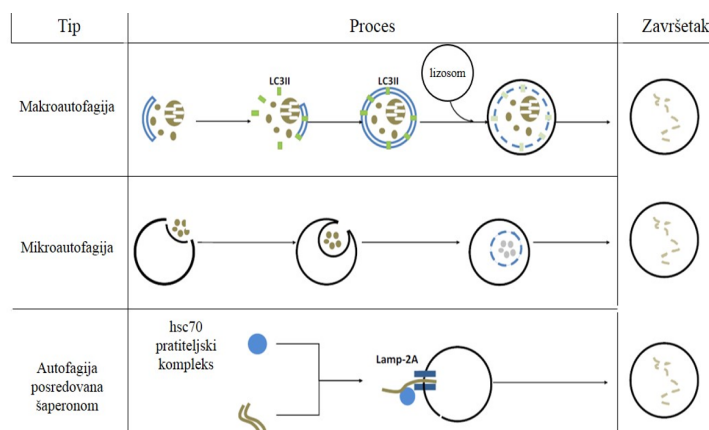 Tip
Proces
Završetak
Makroautofagija
LC3II
LC3II
lizosom
Mikroautofagija
Autofagija
posredovana
šaperonom
hsc70
pratiteljski
kompleks
Lamp-2A